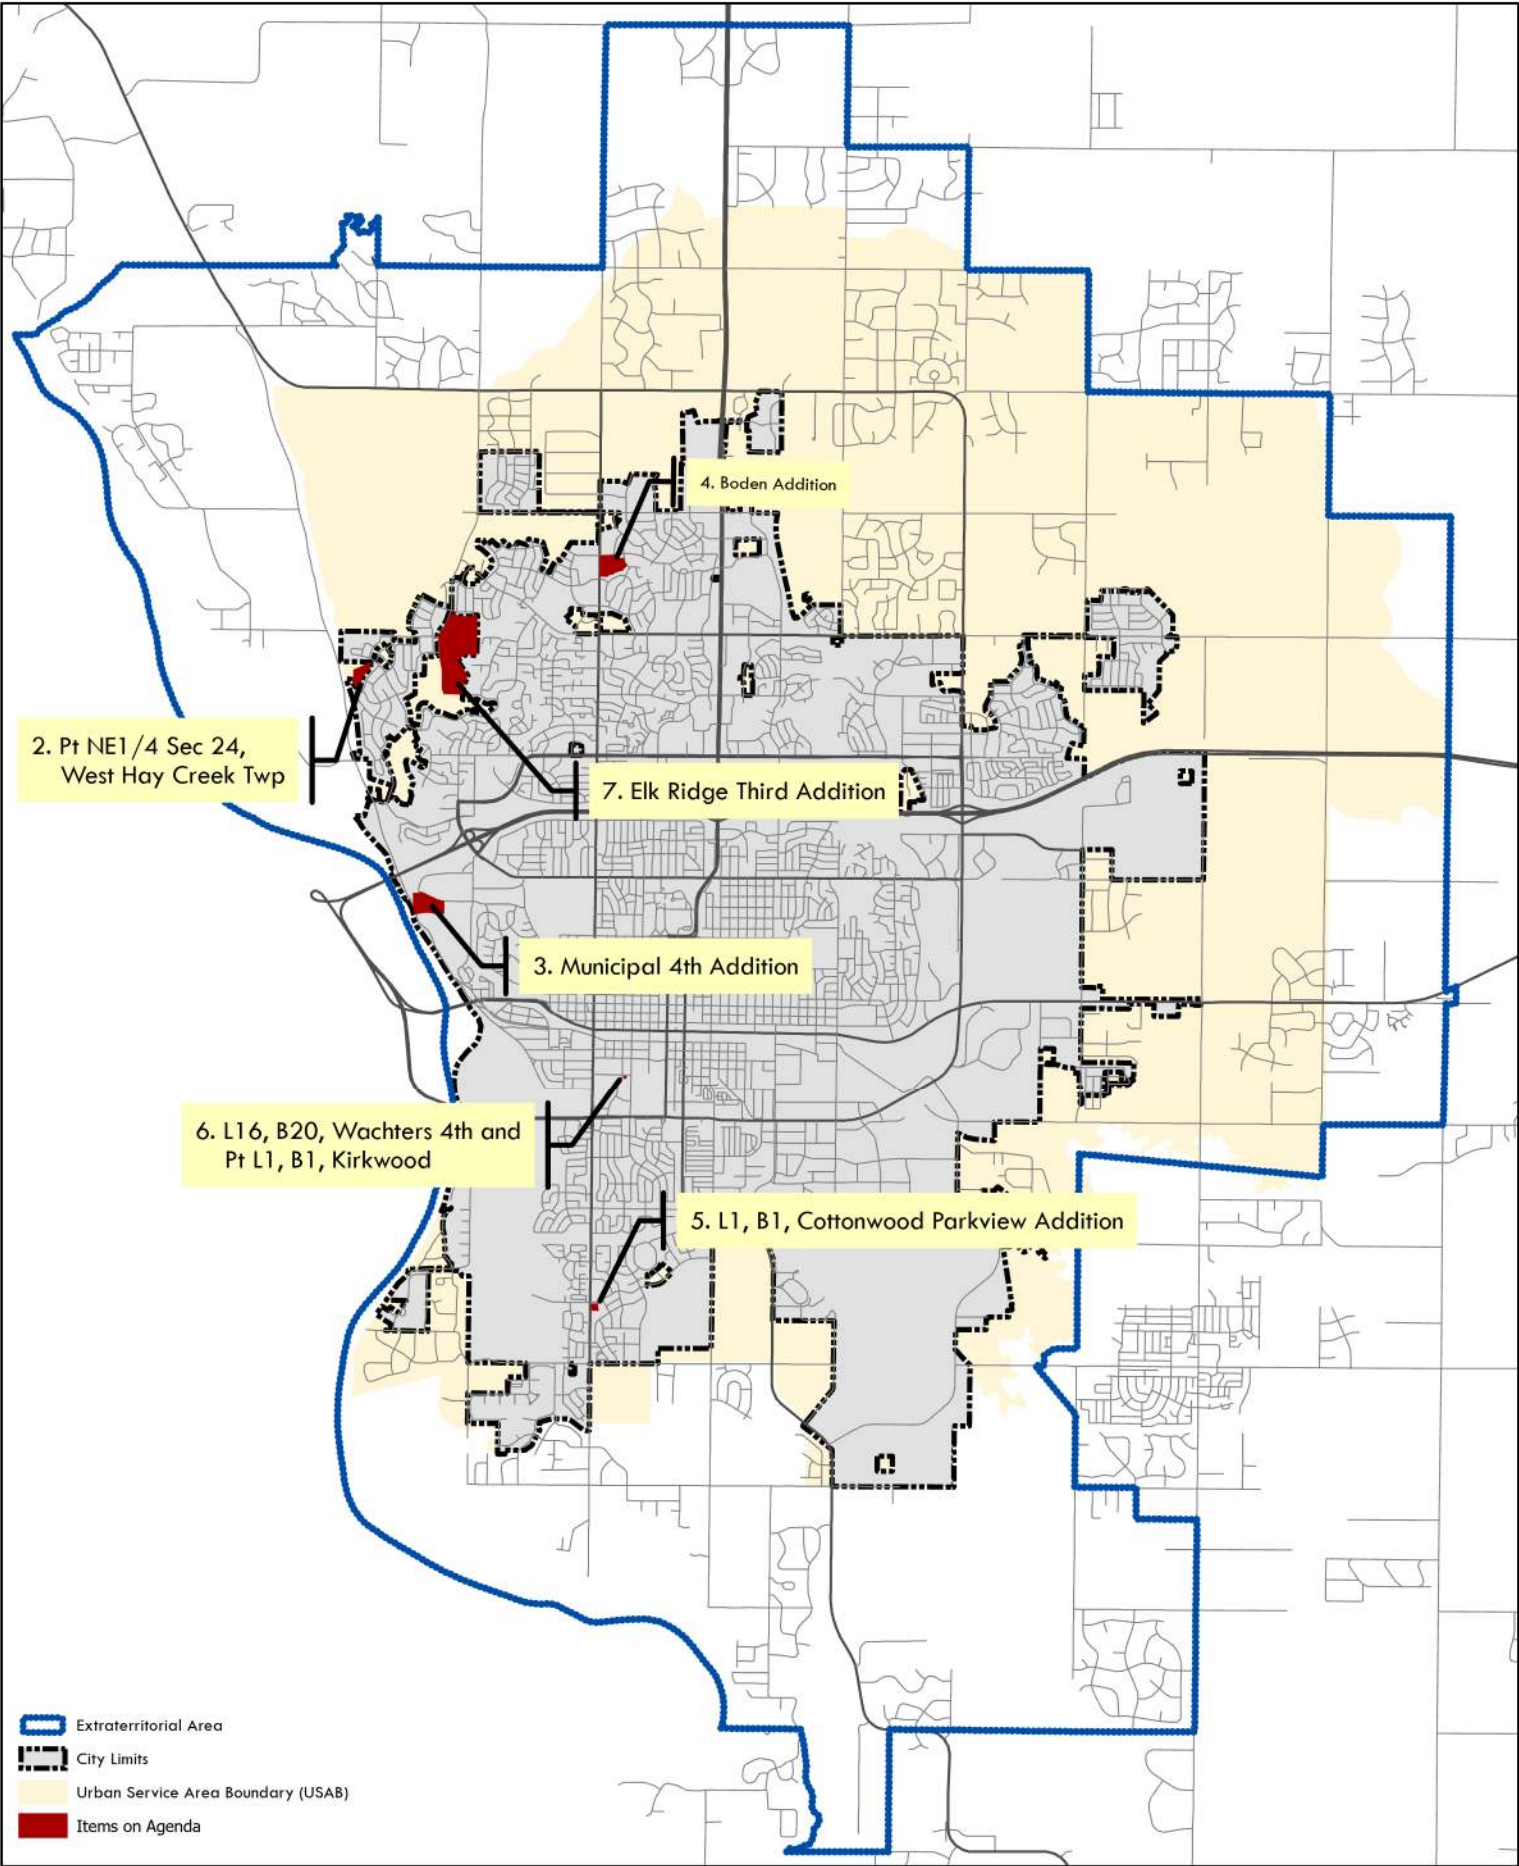 4. Boden Addition
2. Pt NE1/4 Sec 24,
West Hay Creek Twp
7. Elk Ridge Third Addition
3. Municipal 4th Addition
6. L16, B20, Wachters 4th and
Pt L1, B1, Kirkwood
5. L1, B1, Cottonwood Parkview Addition
Extraterritorial Area
City Limits
Urban Service Area Boundary (USAB)
Items on Agenda